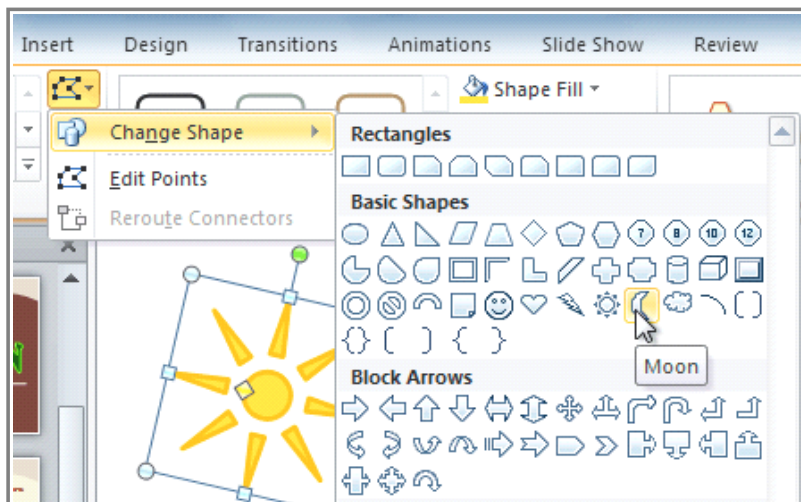 Insert Design Transitions Animations Slide Show Review
Shape Fill
Change Shape
Edit Points
Reroute Connectors
Rectangles
Basic Shapes
7 8 10 12
Moon
Block Arrows